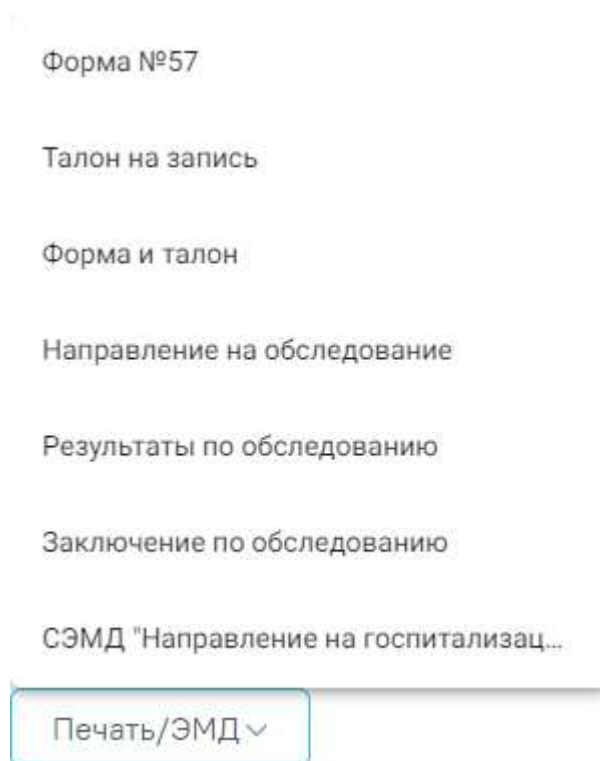 Форма №57
Талон на запись
Форма и талон
Направление на обследование
Результаты по обследованию
Заключение по обследованию
СЭМД "Направление на госпитализац...
Печать/ЭМД